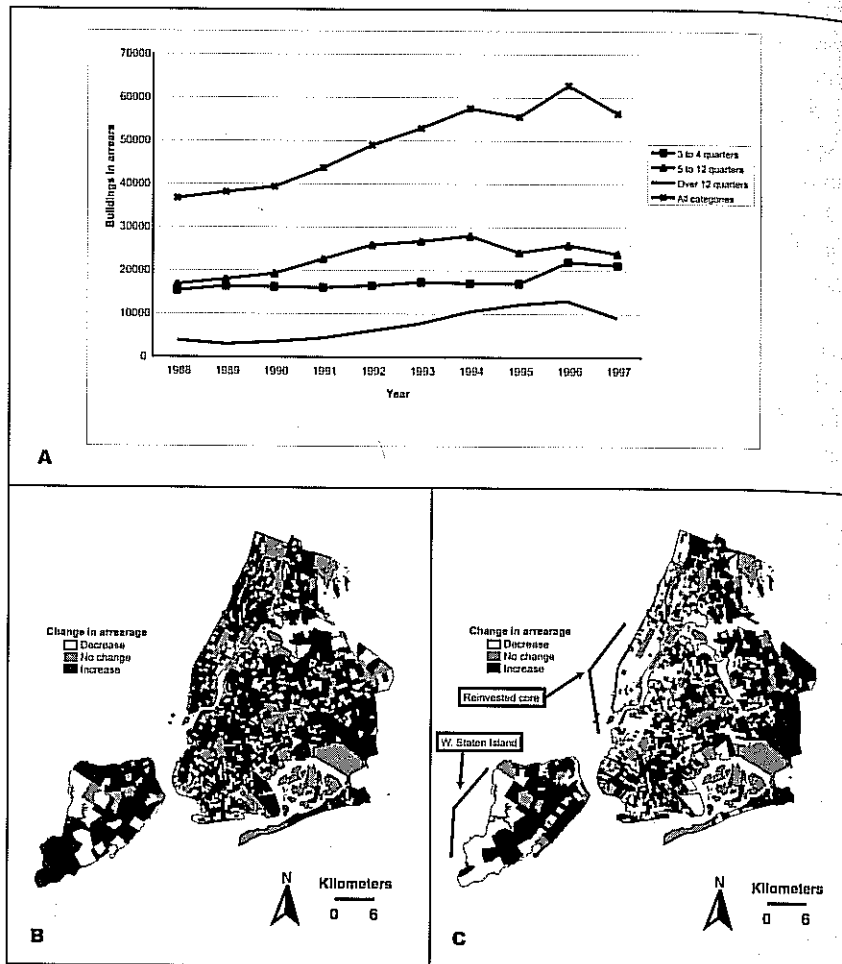 70000
60000
50000
40000
30000
20000
10000
0
Buildings in arrears
1988 1989 1990 1991 1992 1993 1994 1995 1996 1997
Year
3 to 4 quarters
5 to 12 quarters
Over 12 quarters
All categories
A
Change in arrearage
Decrease
No change
Increase
N
Kilometers
0 6
B
Change in arrearage
Decrease
No change
Increase
Reinvested core
W. Staten Island
N
Kilometers
0 6
C